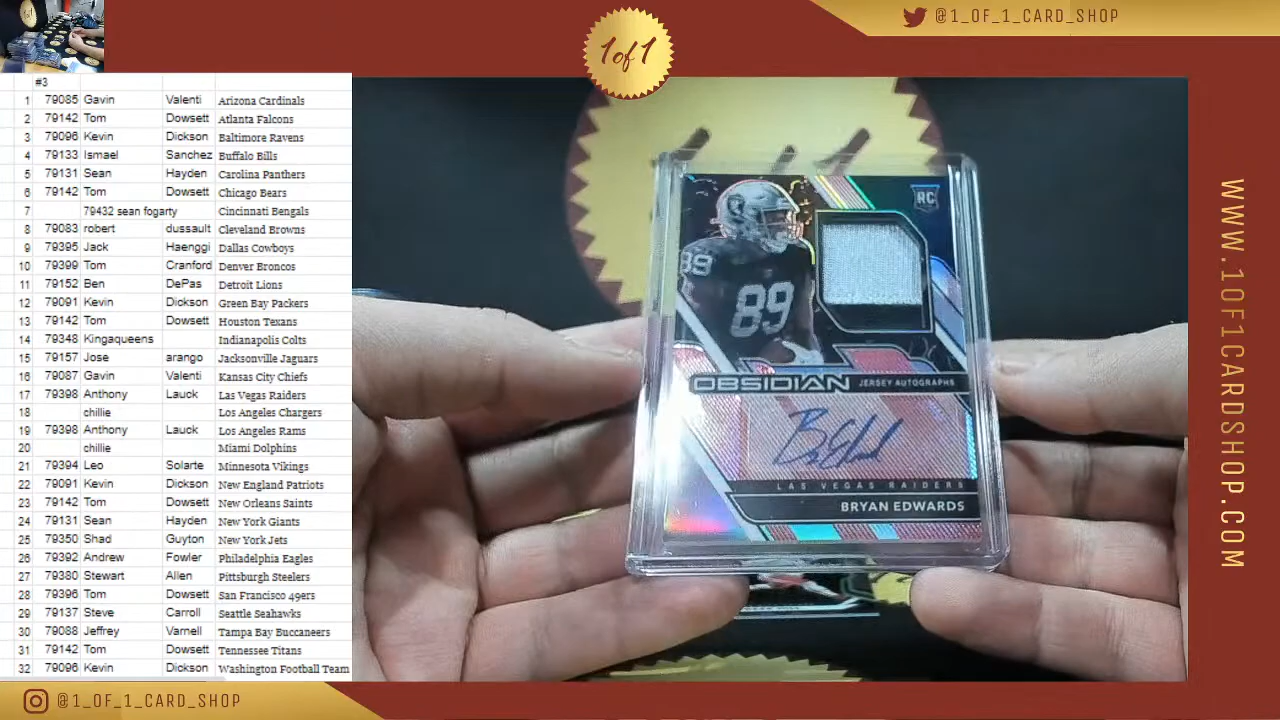 1of1
@1_OF_1_CARD_SHOP
#3
1 79085 Gavin Valenti Arizona Cardinals
2 79142 Tom Dowsett Atlanta Falcons
3 79096 Kevin Dickson Baltimore Ravens
4 79133 Ismael Sanchez Buffalo Bills
5 79131 Sean Hayden Carolina Panthers
6 79142 Tom Dowsett Chicago Bears
7 79432 sean fogarty Cincinnati Bengals
8 79083 robert dussault Cleveland Browns
9 79395 Jack Haenggi Dallas Cowboys
10 79399 Tom Cranford Denver Broncos
11 79152 Ben DePas Detroit Lions
12 79091 Kevin Dickson Green Bay Packers
13 79142 Tom Dowsett Houston Texans
14 79348 Kingaqueens Indianapolis Colts
15 79157 Jose arango Jacksonville Jaguars
16 79087 Gavin Valenti Kansas City Chiefs
17 79398 Anthony Lauck Las Vegas Raiders
18 chillie Los Angeles Chargers
19 79398 Anthony Lauck Los Angeles Rams
20 chillie Miami Dolphins
21 79394 Leo Solarte Minnesota Vikings
22 79091 Kevin Dickson New England Patriots
23 79142 Tom Dowsett New Orleans Saints
24 79131 Sean Hayden New York Giants
25 79350 Shad Guyton New York Jets
26 79392 Andrew Fowler Philadelphia Eagles
27 79380 Stewart Allen Pittsburgh Steelers
28 79396 Tom Dowsett San Francisco 49ers
29 79137 Steve Carroll Seattle Seahawks
30 79088 Jeffrey Varnell Tampa Bay Buccaneers
31 79142 Tom Dowsett Tennessee Titans
32 79096 Kevin Dickson Washington Football Team
RC
89
89
OBSIDIAN JERSEY AUTOGRAPHS
LAS VEGAS RAIDERS
BRYAN EDWARDS
WWW.1OF1CARDSHOP.COM
@1_OF_1_CARD_SHOP